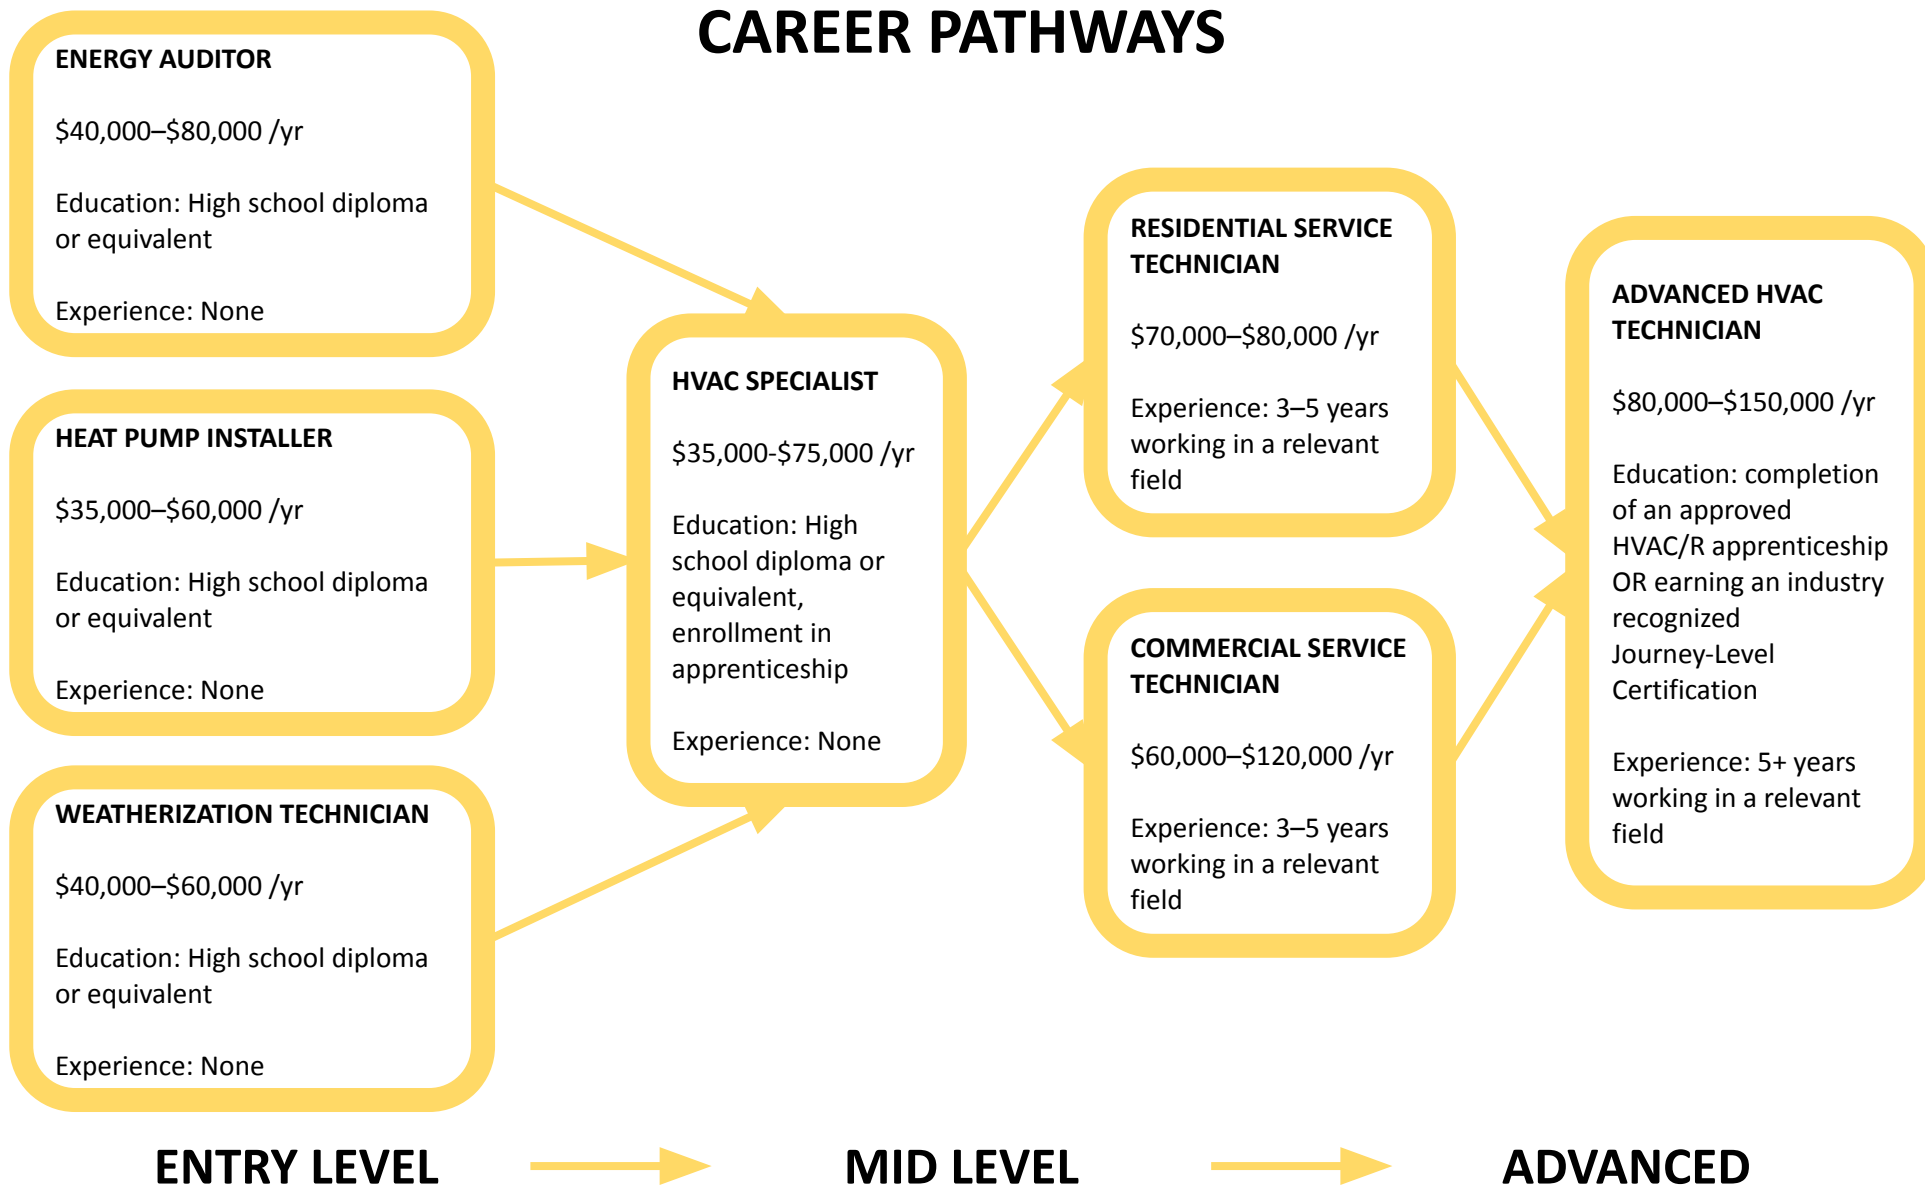 CAREER PATHWAYS
ENERGY AUDITOR
$40,000–$80,000 /yr
Education: High school diploma
or equivalent
Experience: None
HEAT PUMP INSTALLER
$35,000–$60,000 /yr
Education: High school diploma
or equivalent
Experience: None
WEATHERIZATION TECHNICIAN
$40,000–$60,000 /yr
Education: High school diploma
or equivalent
Experience: None
HVAC SPECIALIST
$35,000-$75,000 /yr
Education: High
school diploma or
equivalent,
enrollment in
apprenticeship
Experience: None
RESIDENTIAL SERVICE
TECHNICIAN
$70,000–$80,000 /yr
Experience: 3–5 years
working in a relevant
field
COMMERCIAL SERVICE
TECHNICIAN
$60,000–$120,000 /yr
Experience: 3–5 years
working in a relevant
field
ADVANCED HVAC
TECHNICIAN
$80,000–$150,000 /yr
Education: completion
of an approved
HVAC/R apprenticeship
OR earning an industry
recognized
Journey-Level
Certification
Experience: 5+ years
working in a relevant
field
ENTRY LEVEL
MID LEVEL
ADVANCED